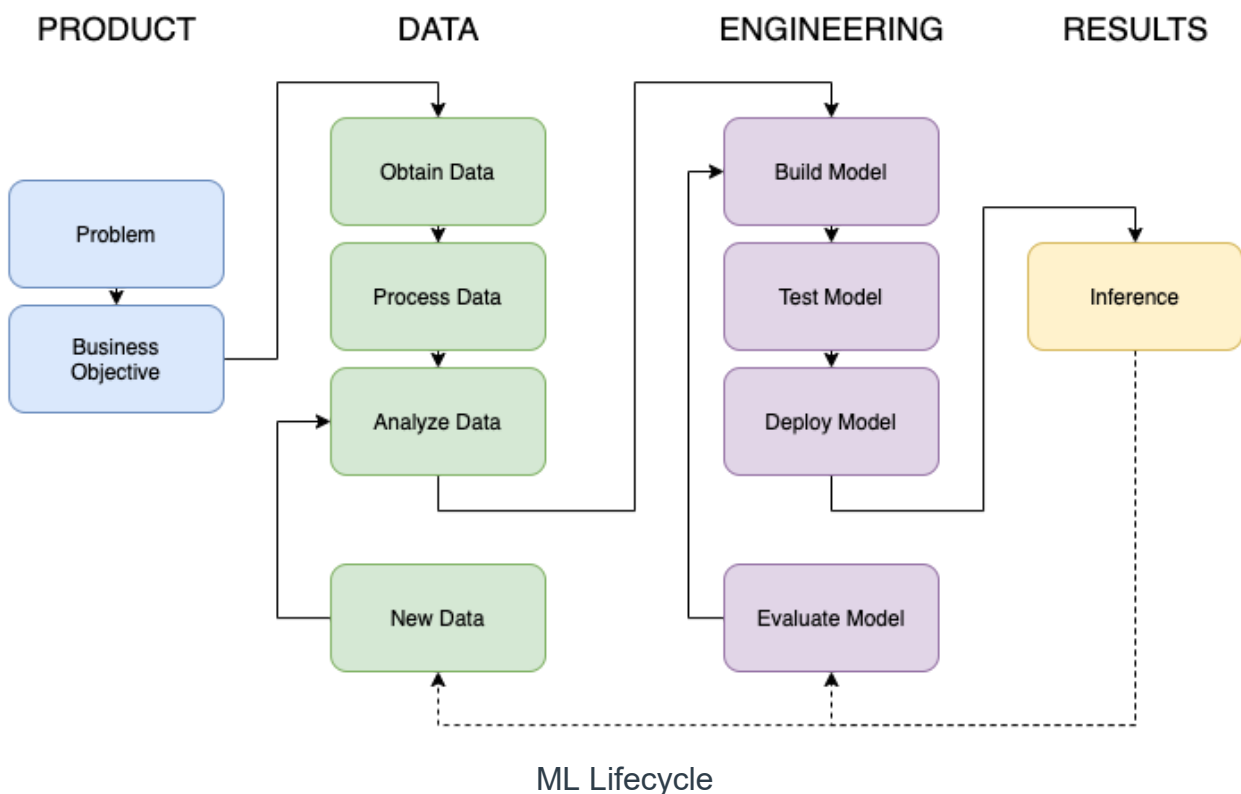 PRODUCT
DATA
ENGINEERING
RESULTS
Problem
Business
Objective
Obtain Data
Process Data
Analyze Data
New Data
Build Model
Test Model
Deploy Model
Evaluate Model
Inference
ML Lifecycle